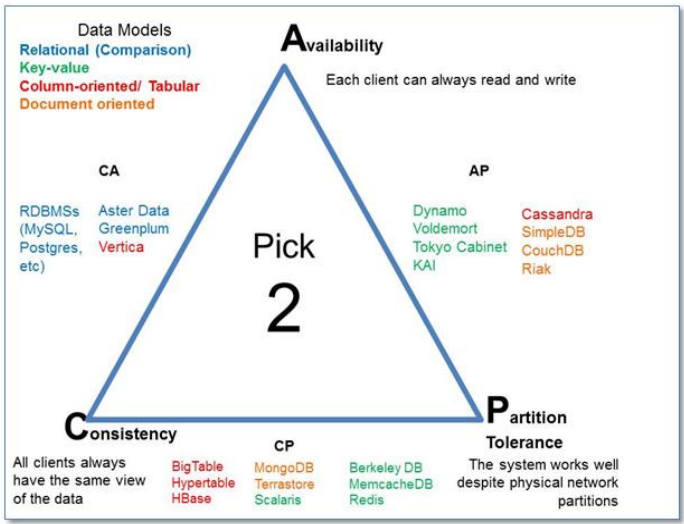 Data Models
Relational (Comparison)
Key-value
Column-oriented/ Tabular
Document oriented
Availability
Each client can always read and write
CA
RDBMSs
(MySQL,
Postgres,
etc)
Aster Data
Greenplum
Vertica
AP
Dynamo
Voldemort
Tokyo Cabinet
KAI
Cassandra
SimpleDB
CouchDB
Riak
Pick
2
Consistency
All clients always
have the same view
of the data
CP
BigTable
Hypertable
HBase
MongoDB
Terrastore
Scalaris
Berkeley DB
MemcacheDB
Redis
Partition
Tolerance
The system works well
despite physical network
partitions